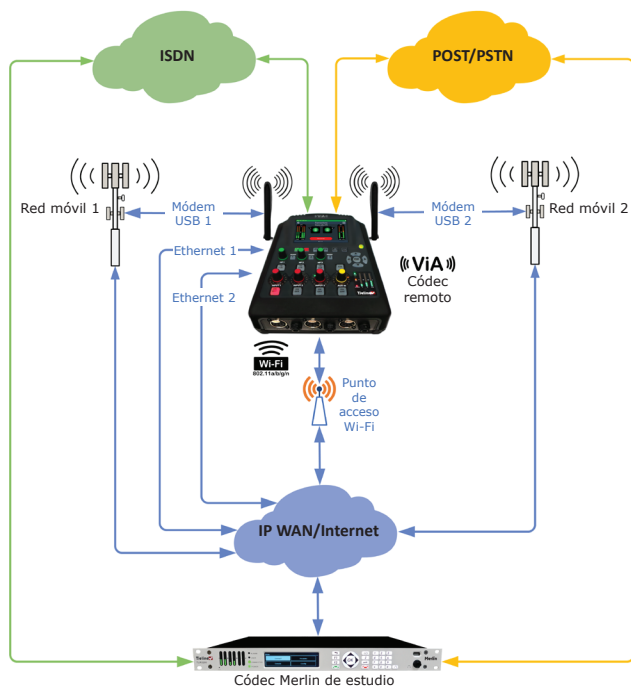 ISDN
POST/PSTN
Red móvil 1
Módem
USB 1
Módem
USB 2
Red móvil 2
Ethernet 1
Ethernet 2
ViA
Códec
remoto
Wi-Fi
802.11a/b/g/n
Punto
de
acceso
Wi-Fi
IP WAN/Internet
Tieline
Merlin
Códec Merlin de estudio